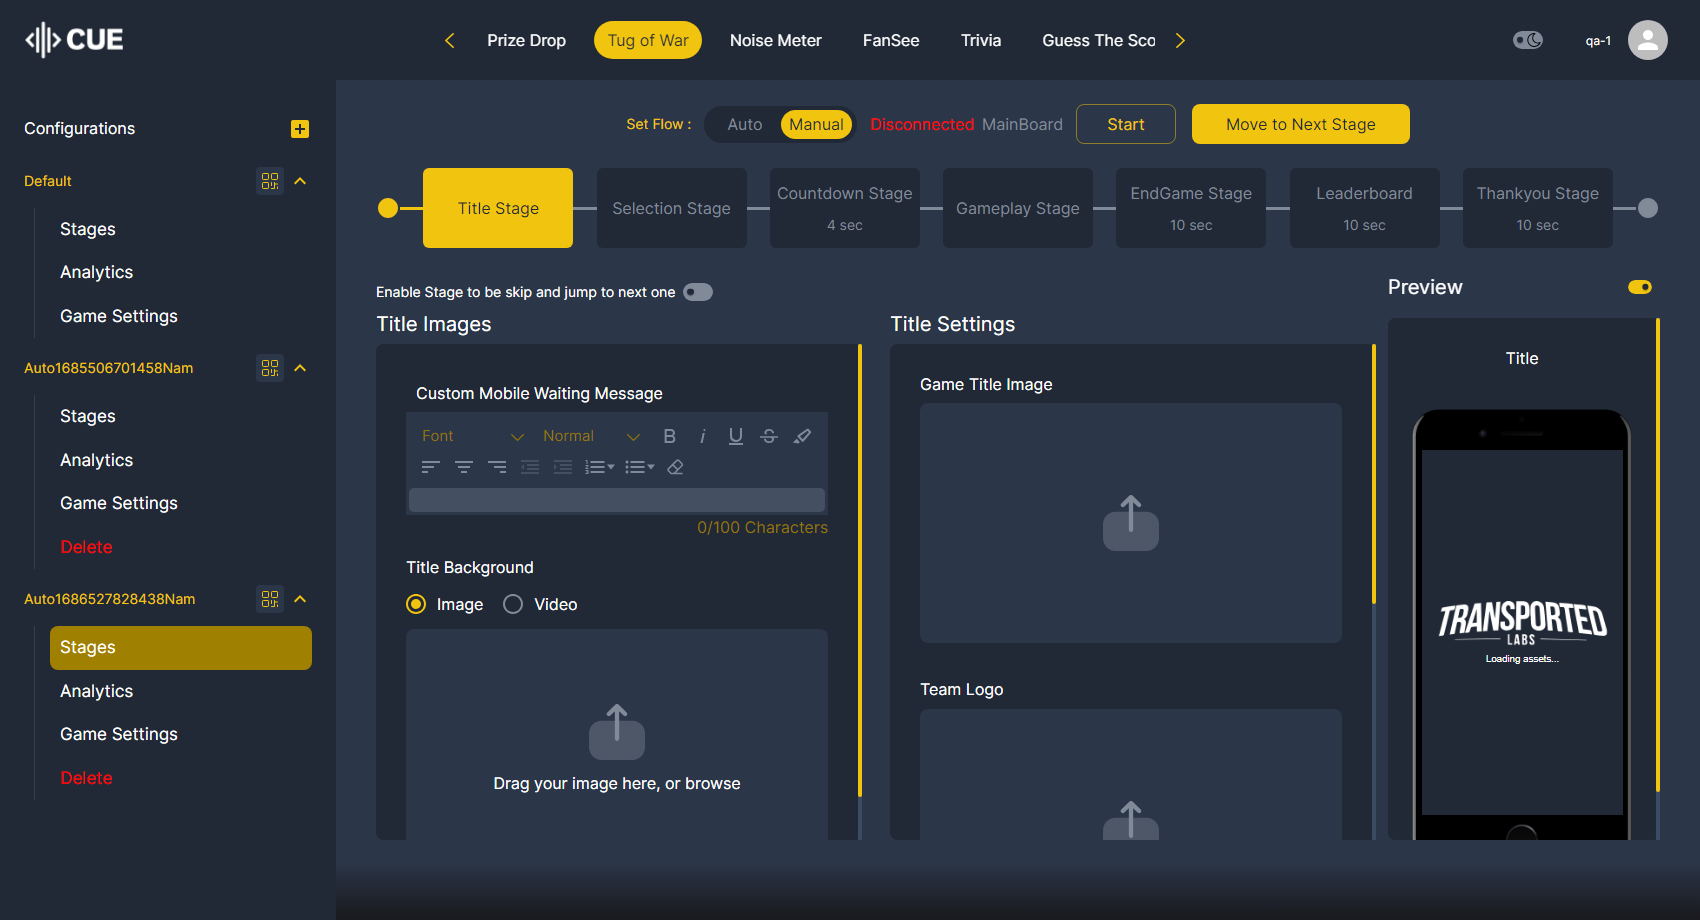 CUE
Prize Drop
Tug of War
Noise Meter
FanSee
Trivia
Guess The Sco
qa-1
Configurations
Default
Stages
Analytics
Game Settings
Auto1685506701458Nam
Stages
Analytics
Game Settings
Delete
Auto1686527828438Nam
Stages
Analytics
Game Settings
Delete
Set Flow :
Auto
Manual
Disconnected MainBoard
Start
Move to Next Stage
Title Stage
Selection Stage
Countdown Stage
4 sec
Gameplay Stage
EndGame Stage
10 sec
Leaderboard
10 sec
Thankyou Stage
10 sec
Enable Stage to be skip and jump to next one
Title Images
Custom Mobile Waiting Message
Font
Normal
B
i
U
S
0/100 Characters
Title Background
Image
Video
Drag your image here, or browse
Title Settings
Game Title Image
Team Logo
Preview
Title
TRANSPORTED
LABS
Loading assets...